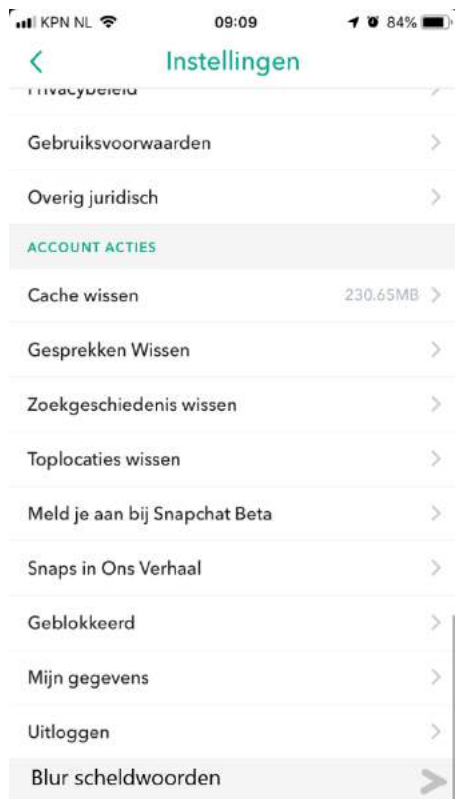 KPN NL 09:09 84%
Instellingen
Privacybeleid
Gebruiksvoorwaarden
Overig juridisch
ACCOUNT ACTIES
Cache wissen 230.65MB
Gesprekken Wissen
Zoekgeschiedenis wissen
Toplocaties wissen
Meld je aan bij Snapchat Beta
Snaps in Ons Verhaal
Geblokkeerd
Mijn gegevens
Uitloggen
Blur scheldwoorden